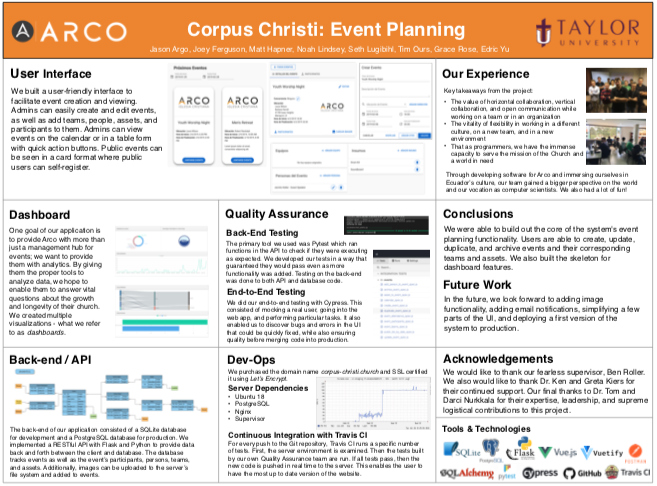 ARCO
Corpus Christi: Event Planning
Jason Argo, Joey Ferguson, Matt Hapner, Noah Lindsey, Seth Lugibihl, Tim Ours, Grace Rose, Edric Yu
TAYLOR
UNIVERSITY
User Interface
We built a user-friendly interface to
facilitate event creation and viewing.
Admins can easily create and edit events,
as well as add teams, people, assets, and
participants to them. Admins can view
events on the calendar or in a table form
with quick action buttons. Public events can
be seen in a card format where public
users can self-register.
ARCO
ARCO
ARCO
Our Experience
Key takeaways from the project:
• The value of horizontal collaboration, vertical
collaboration, and open communication while
working on a team or in an organization
• The vitality of flexibility in working in a different
culture, on a new team, and in a new
environment
• That as programmers, we have the immense
capacity to serve the mission of the Church and
a world in need
Through developing software for Arco and immersing ourselves in
Ecuador's culture, our team gained a bigger perspective on the world
and our vocation as computer scientists. We also had a lot of fun!
Dashboard
One goal of our application is
to provide Arco with more than
just a management hub for
events; we want to provide
them with analytics. By giving
them the proper tools to
analyze data, we hope to
enable them to answer vital
questions about the growth
and longevity of their church.
We created multiple
visualizations - what we refer
to as dashboards.
Quality Assurance
Back-End Testing
The primary tool we used was Pytest which ran
functions in the API to check if they were executing
as expected. We developed our tests in a way that
guaranteed they would pass even as more
functionality was added. Testing on the back-end
was done to both API and database code.
End-to-End Testing
We did our end-to-end testing with Cypress. This
consisted of mocking a real user, going into the
web app, and performing particular tasks. It also
enabled us to discover bugs and errors in the UI
that could be quickly fixed, while also ensuring
quality before merging code into production.
Conclusions
We were able to build out the core of the system's event
planning functionality. Users are able to create, update,
duplicate, and archive events and their corresponding
teams and assets. We also built the skeleton for
dashboard features.
Future Work
In the future, we look forward to adding image
functionality, adding email notifications, simplifying a few
parts of the UI, and deploying a first version of the
system to production.
Back-end / API
The back-end of our application consisted of a SQLite database
for development and a PostgreSQL database for production. We
implemented a RESTful API with Flask and Python to provide data
back and forth between the client and database. The database
tracks events as well as the event's participants, persons, teams,
and assets. Additionally, images can be uploaded to the server's
file system and added to events.
Dev-Ops
We purchased the domain name corpus-christi.church and SSL certified
it using Let's Encrypt.
Server Dependencies
• Ubuntu 18
• PostgreSQL
• Nginx
• Supervisor
Continuous Integration with Travis CI
For every push to the Git repository, Travis CI runs a specific number
of tests. First, the server environment is examined. Then the tests built
by our own Quality Assurance team are run. If all tests pass, then the
new code is pushed in real time to the server. This enables the user to
have the most up to date version of the website.
Acknowledgements
We would like to thank our fearless supervisor, Ben Roller.
We also would like to thank Dr. Ken and Greta Kiers for
their continued support. Our final thanks to Dr. Tom and
Darci Nurkkala for their expertise, leadership, and supreme
logistical contributions to this project.
Tools & Technologies
SQLite
PostgreSQL
Flask
Vue.js
Vuetify
SQLAlchemy
pytest
cypress
GitHub
Travis CI